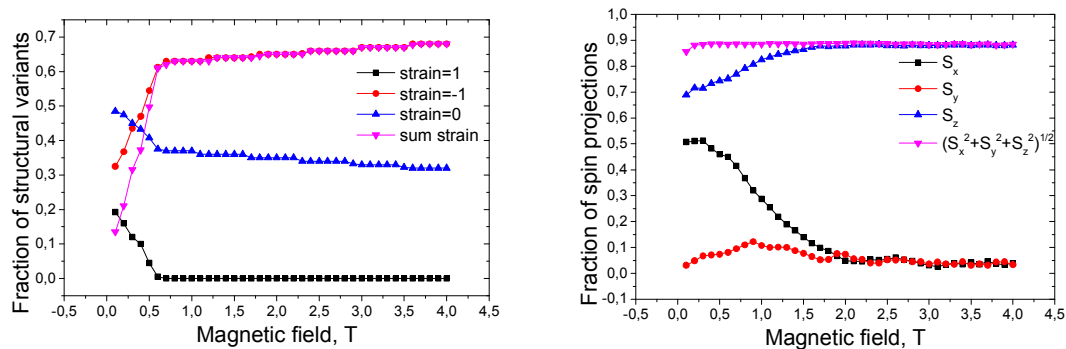 Fraction of structural variants
0,7
0,6
0,5
0,4
0,3
0,2
0,1
0,0
-0,5 0,0 0,5 1,0 1,5 2,0 2,5 3,0 3,5 4,0 4,5
Magnetic field, T
strain=1
strain=-1
strain=0
sum strain
Fraction of spin projections
1,0
0,9
0,8
0,7
0,6
0,5
0,4
0,3
0,2
0,1
0,0
-0,1
-0,5 0,0 0,5 1,0 1,5 2,0 2,5 3,0 3,5 4,0 4,5
Magnetic field, T
Sₓ
S_y
S_z
(Sₓ²+S_y²+S_z²)^1/2